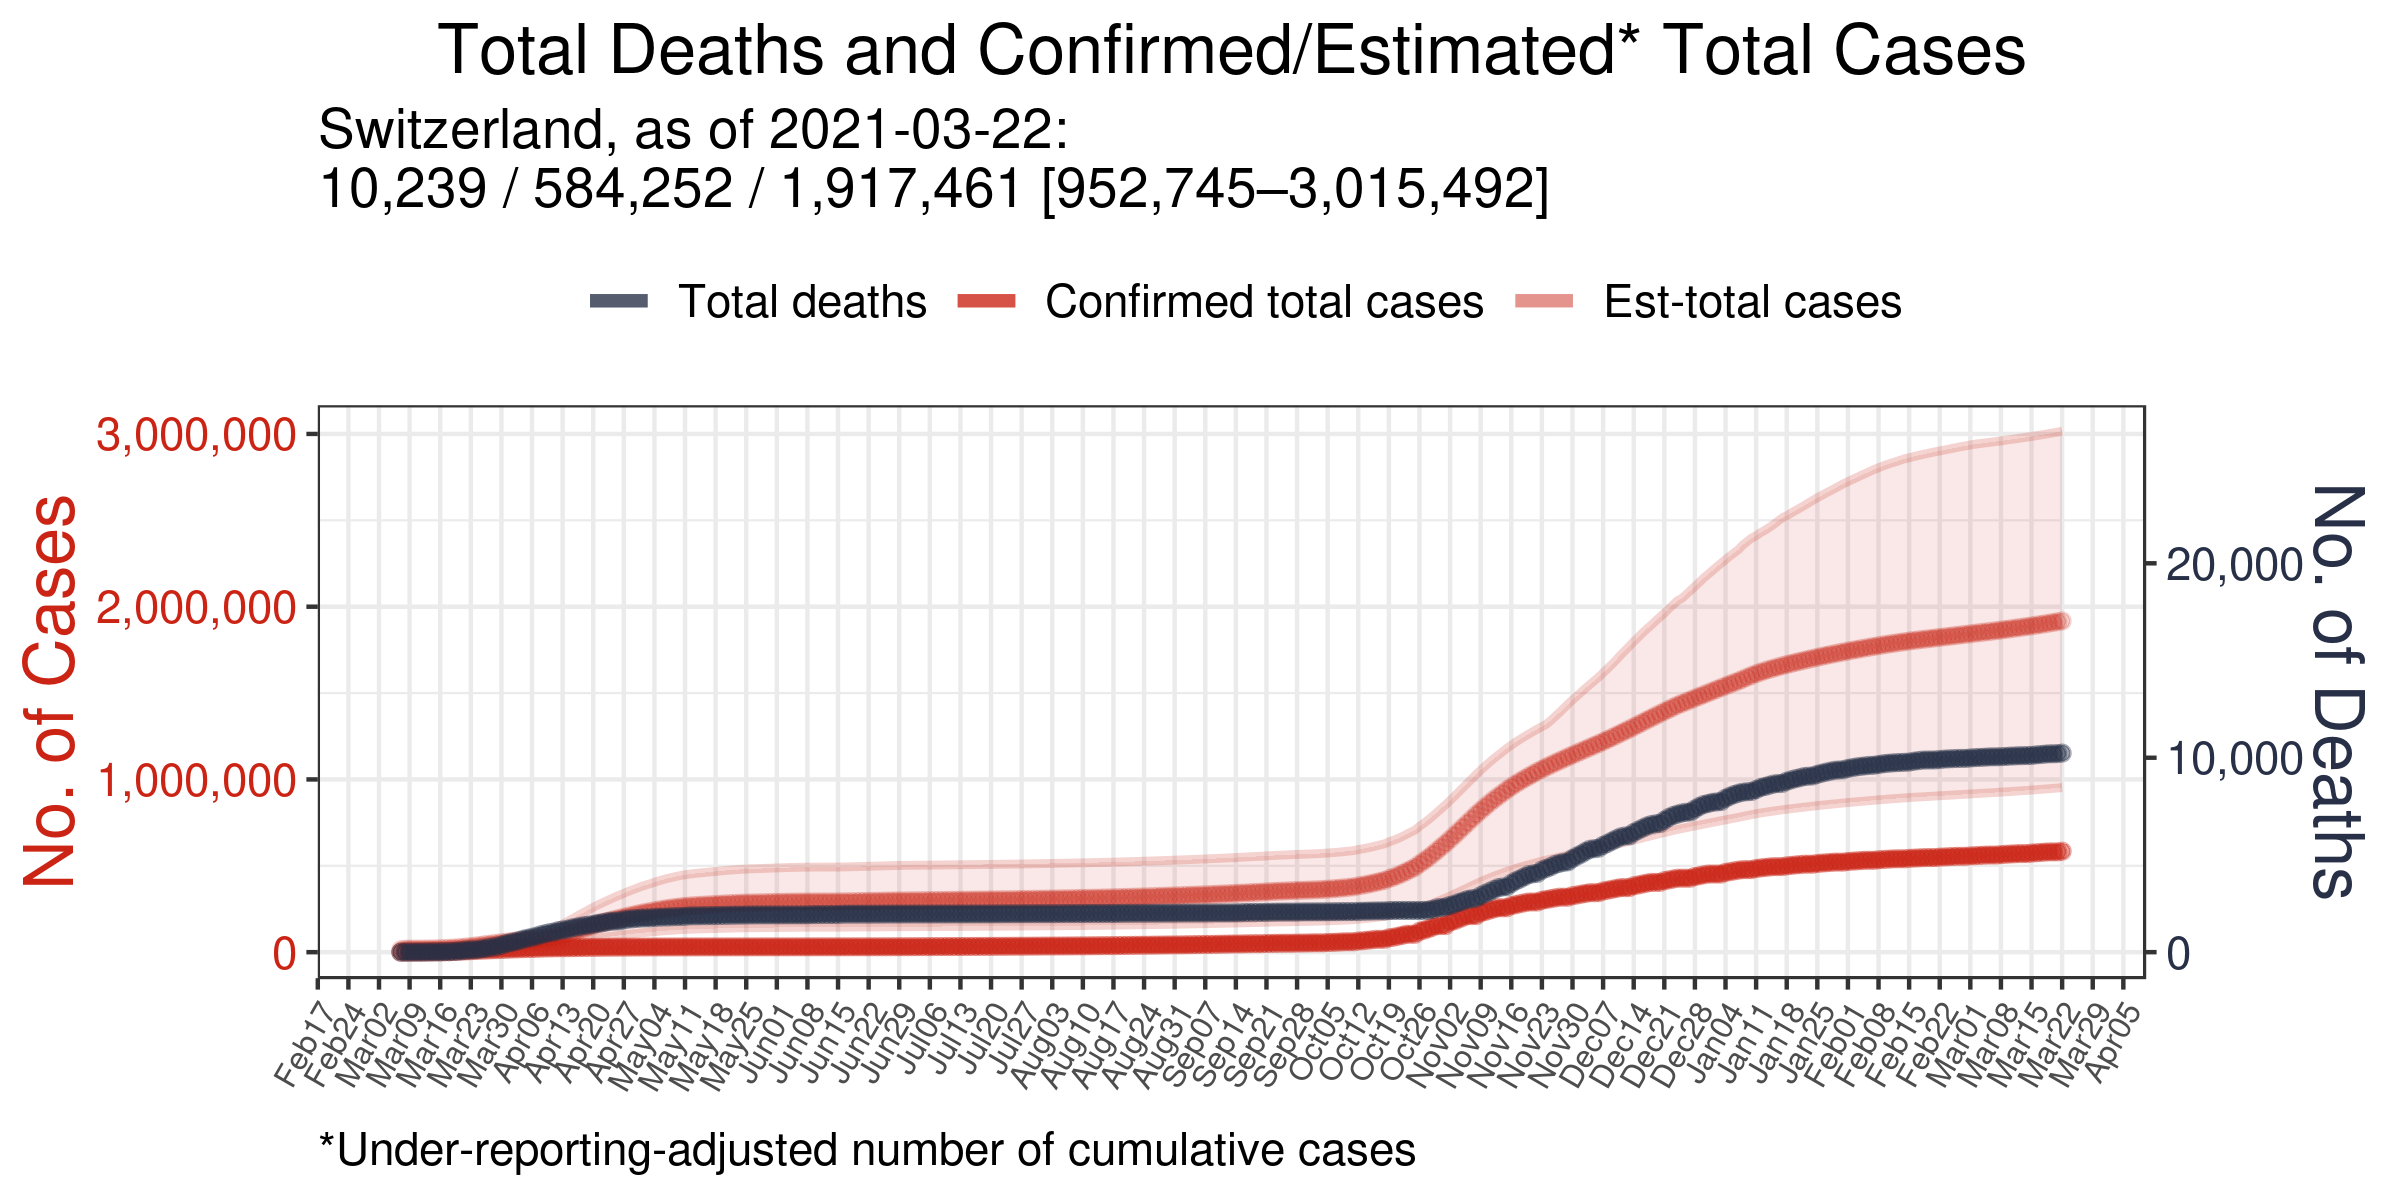 Total Deaths and Confirmed/Estimated* Total Cases
Switzerland, as of 2021-03-22:
10,239 / 584,252 / 1,917,461 [952,745–3,015,492]
Total deaths
Confirmed total cases
Est-total cases
No. of Cases
3,000,000
2,000,000
1,000,000
0
20,000
10,000
0
No. of Deaths
Feb17
Feb24
Mar02
Mar09
Mar16
Mar23
Mar30
Apr06
Apr13
Apr20
Apr27
May04
May11
May18
May25
Jun01
Jun08
Jun15
Jun22
Jun29
Jul06
Jul13
Jul20
Jul27
Aug03
Aug10
Aug17
Aug24
Aug31
Sep07
Sep14
Sep21
Sep28
Oct05
Oct12
Oct19
Oct26
Nov02
Nov09
Nov16
Nov23
Nov30
Dec07
Dec14
Dec21
Dec28
Jan04
Jan11
Jan18
Jan25
Feb01
Feb08
Feb15
Feb22
Mar01
Mar08
Mar15
Mar22
Mar29
Apr05
*Under-reporting-adjusted number of cumulative cases